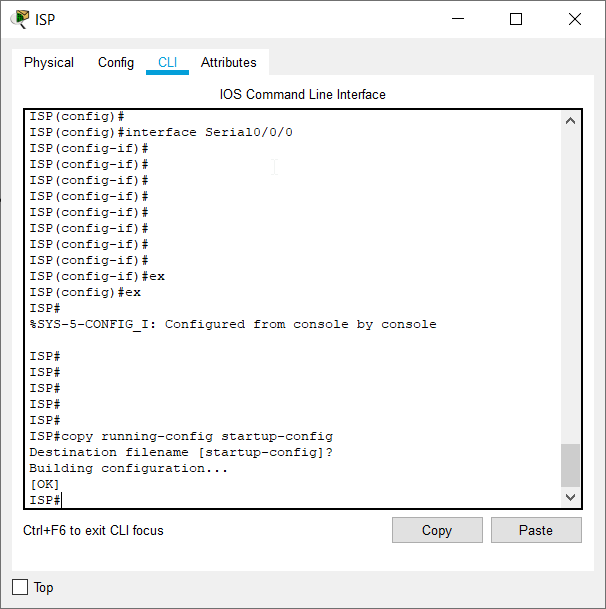 ISP
Physical Config CLI Attributes
IOS Command Line Interface
ISP(config)#
ISP(config)#interface Serial0/0/0
ISP(config-if)#
ISP(config-if)#
ISP(config-if)#
ISP(config-if)#
ISP(config-if)#
ISP(config-if)#
ISP(config-if)#
ISP(config-if)#
ISP(config-if)#ex
ISP(config)#ex
ISP#
%SYS-5-CONFIG_I: Configured from console by console
ISP#
ISP#
ISP#
ISP#
ISP#
ISP#copy running-config startup-config
Destination filename [startup-config]?
Building configuration...
[OK]
ISP#
Ctrl+F6 to exit CLI focus Copy Paste
Top